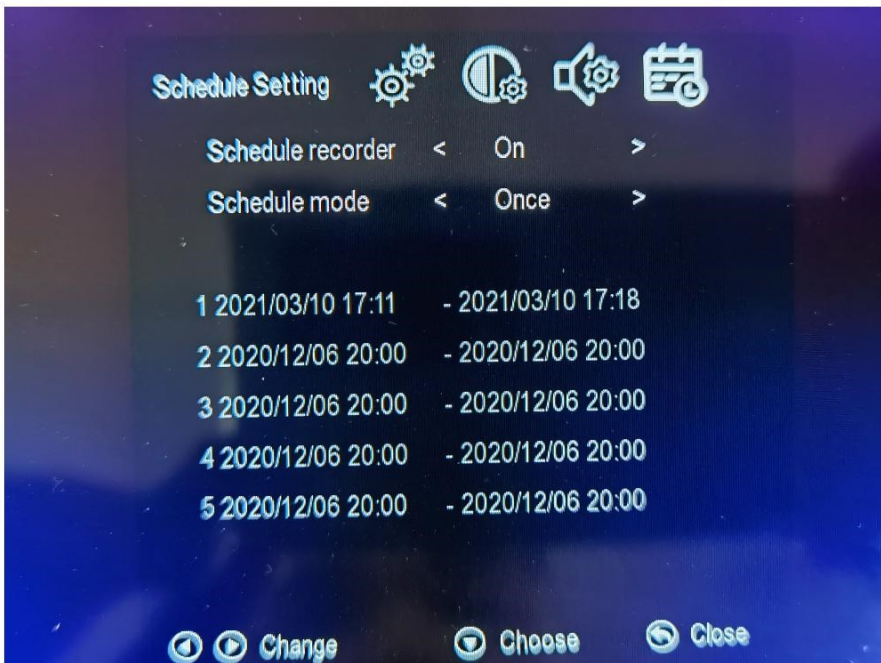 Schedule Setting
Schedule recorder < On >
Schedule mode < Once >
1 2021/03/10 17:11 - 2021/03/10 17:18
2 2020/12/06 20:00 - 2020/12/06 20:00
3 2020/12/06 20:00 - 2020/12/06 20:00
4 2020/12/06 20:00 - 2020/12/06 20:00
5 2020/12/06 20:00 - 2020/12/06 20:00
Change Choose Close